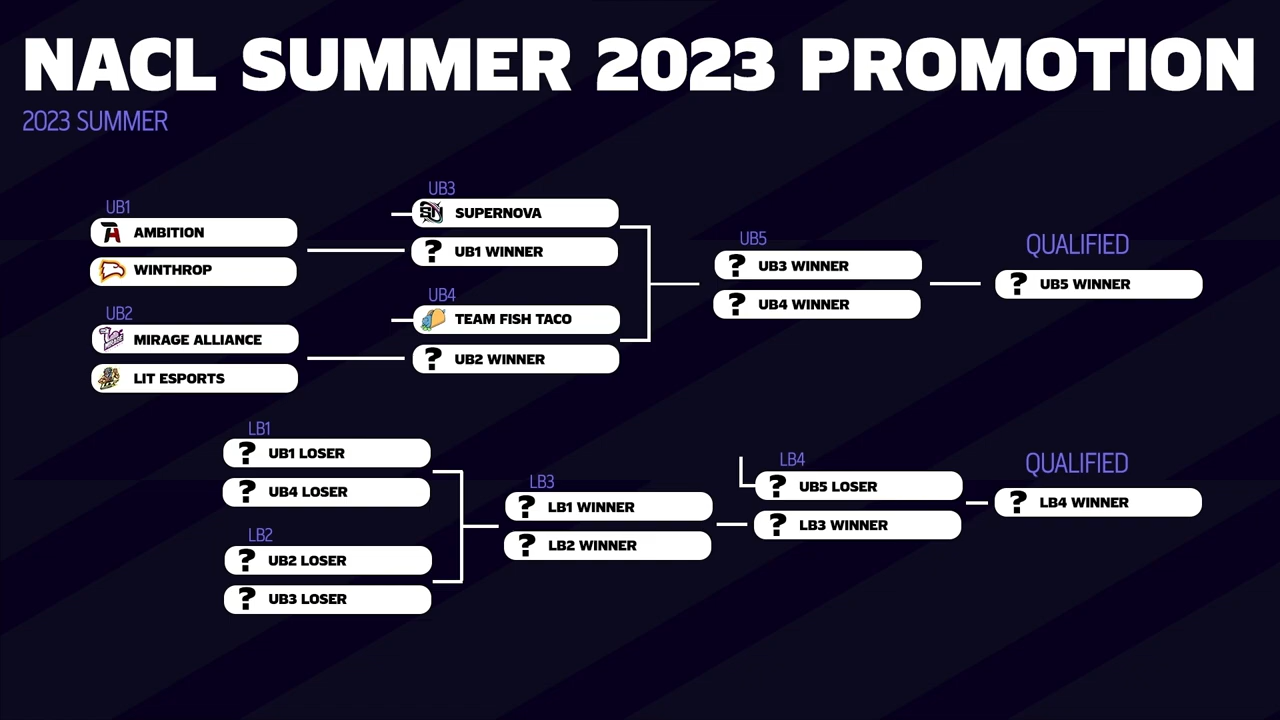 NACL SUMMER 2023 PROMOTION
2023 SUMMER
UB1
AMBITION
WINTHROP
UB2
MIRAGE ALLIANCE
LIT ESPORTS
UB3
SUPERNOVA
? UB1 WINNER
UB4
TEAM FISH TACO
? UB2 WINNER
UB5
? UB3 WINNER
? UB4 WINNER
QUALIFIED
? UB5 WINNER
LB1
? UB1 LOSER
? UB4 LOSER
LB2
? UB2 LOSER
? UB3 LOSER
LB3
? LB1 WINNER
? LB2 WINNER
LB4
? UB5 LOSER
? LB3 WINNER
QUALIFIED
? LB4 WINNER